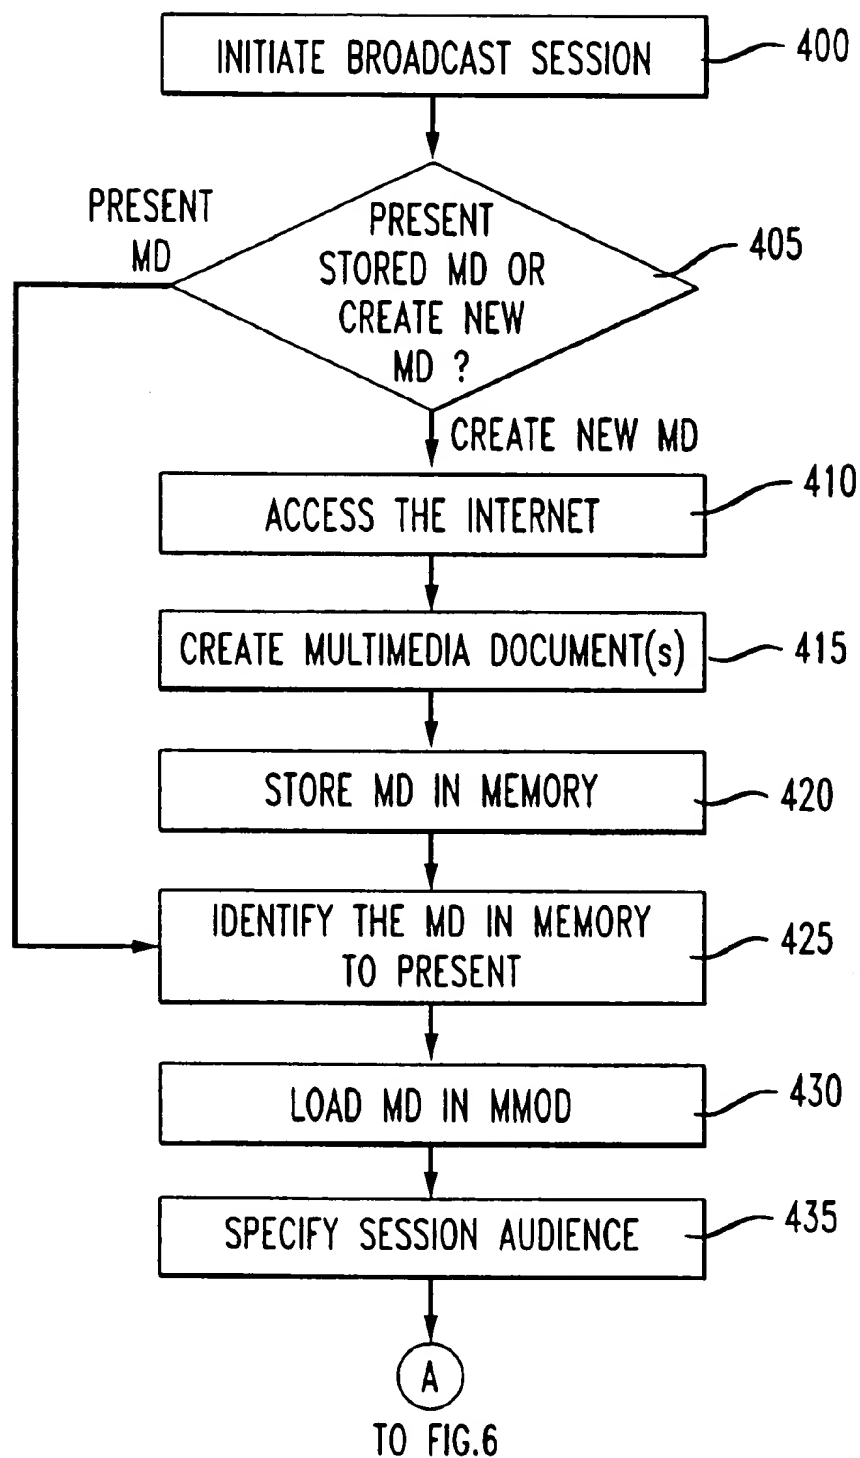 INITIATE BROADCAST SESSION
400
PRESENT
MD
PRESENT
STORED MD OR
CREATE NEW
MD ?
405
CREATE NEW MD
ACCESS THE INTERNET
410
CREATE MULTIMEDIA DOCUMENT(s)
415
STORE MD IN MEMORY
420
IDENTIFY THE MD IN MEMORY
TO PRESENT
425
LOAD MD IN MMOD
430
SPECIFY SESSION AUDIENCE
435
A
TO FIG.6